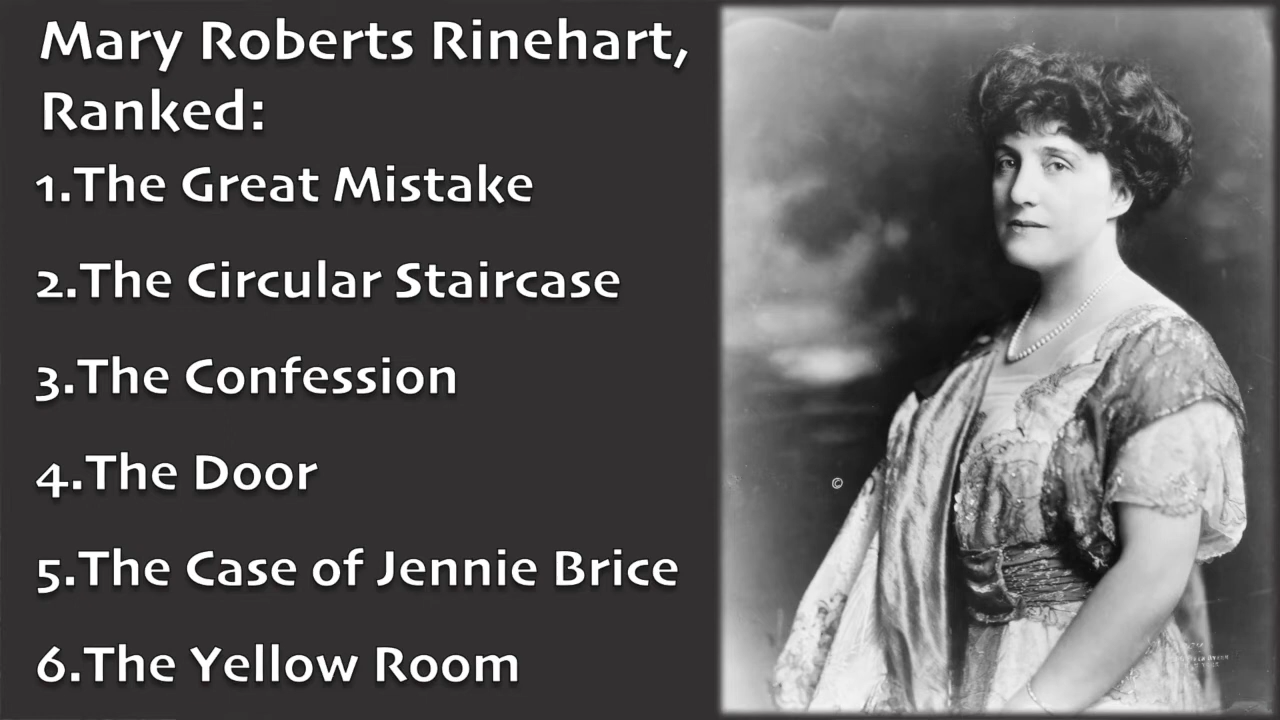 Mary Roberts Rinehart,
Ranked:
1.The Great Mistake
2.The Circular Staircase
3.The Confession
4.The Door
5.The Case of Jennie Brice
6.The Yellow Room
©